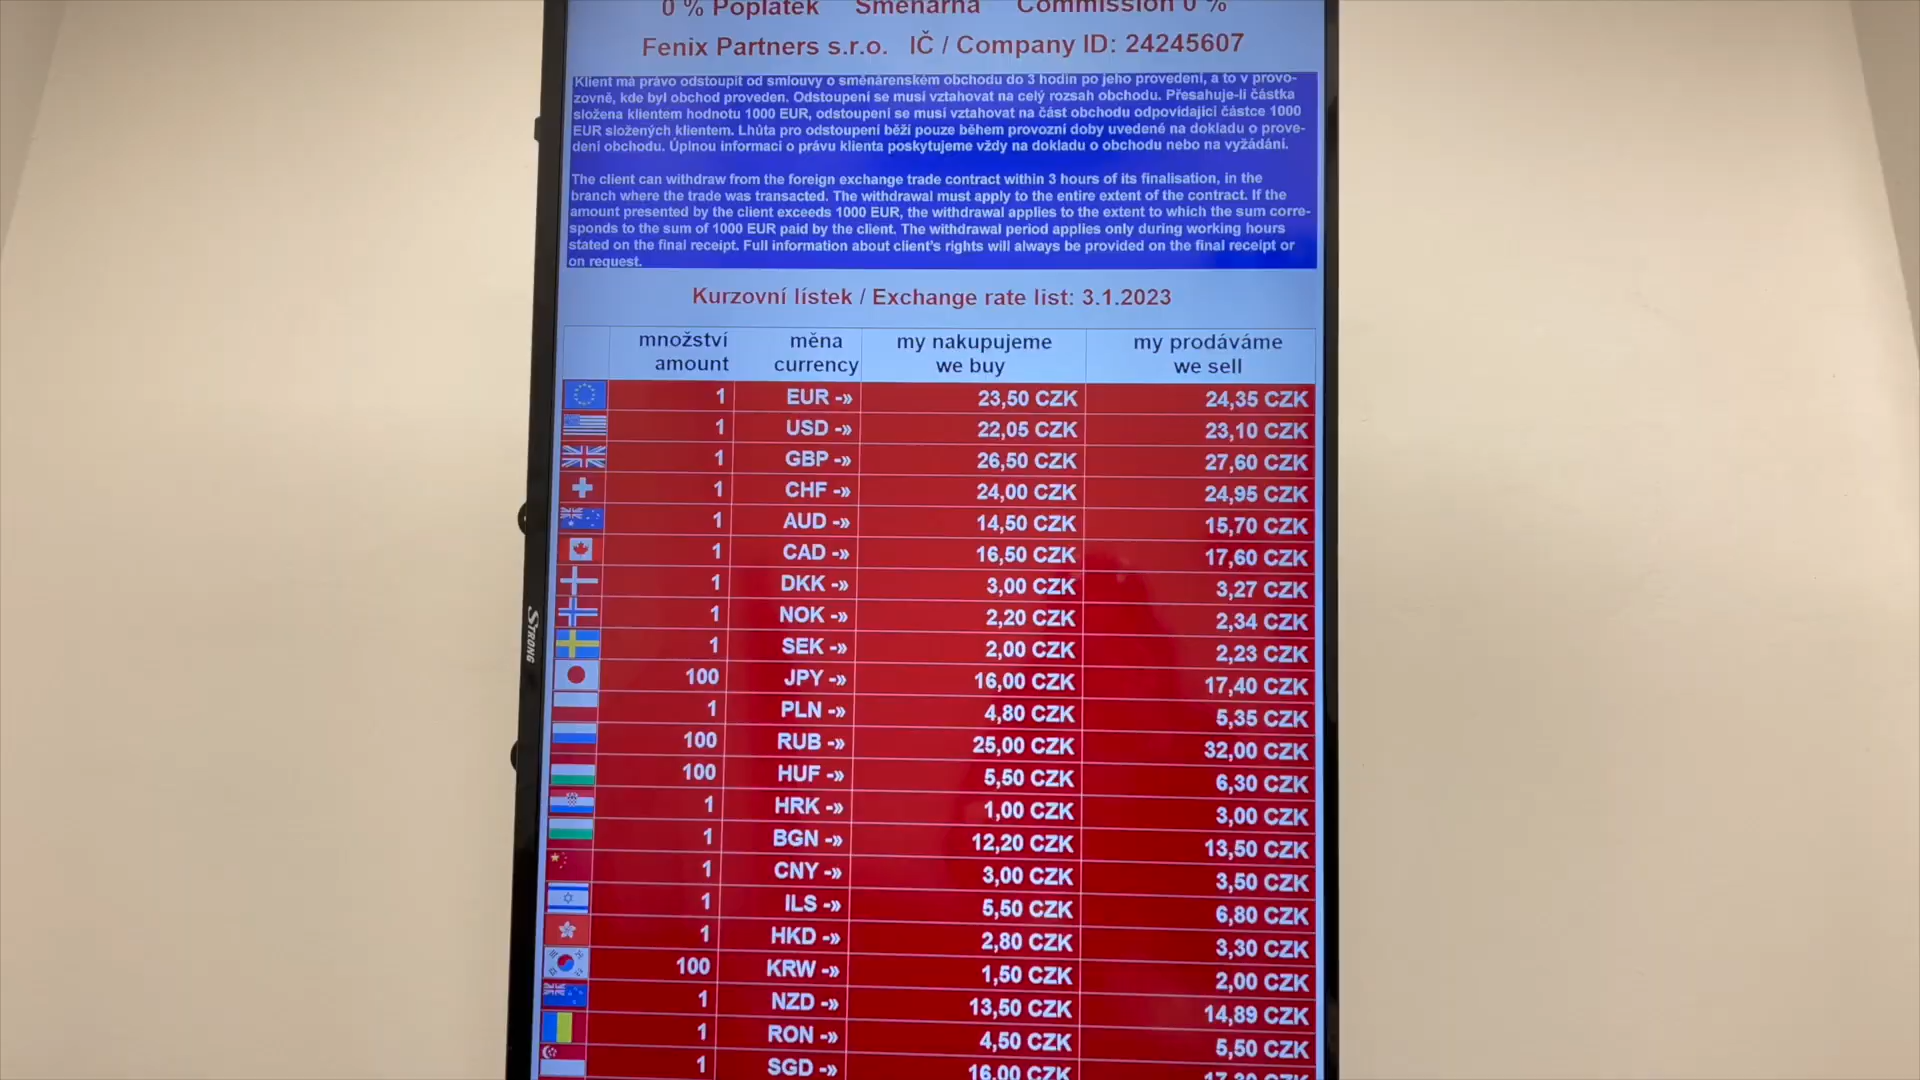 0 % Poplatek Směnárna Commission 0 %
Fenix Partners s.r.o. IČ / Company ID: 24245607
Klient má právo odstoupit od smlouvy o směnárenském obchodu do 3 hodin po jeho provedení, a to v provo-
zovně, kde byl obchod proveden. Odstoupení se musí vztahovat na celý rozsah obchodu. Přesahuje-li částka
složená klientem hodnotu 1000 EUR, odstoupení se musí vztahovat na část obchodu odpovídající částce 1000
EUR složených klientem. Lhůta pro odstoupení běží pouze během provozní doby uvedené na dokladu o prove-
dení obchodu. Úplnou informaci o právu klienta poskytujeme vždy na dokladu o obchodu nebo na vyžádání.
The client can withdraw from the foreign exchange trade contract within 3 hours of its finalisation, in the
branch where the trade was transacted. The withdrawal must apply to the entire extent of the contract. If the
amount presented by the client exceeds 1000 EUR, the withdrawal applies to the extent to which the sum corre-
sponds to the sum of 1000 EUR paid by the client. The withdrawal period applies only during working hours
stated on the final receipt. Full information about client's rights will always be provided on the final receipt or
on request.
Kurzovní lístek / Exchange rate list: 3.1.2023
množství měna my nakupujeme my prodáváme
amount currency we buy we sell
1 EUR -» 23,50 CZK 24,35 CZK
1 USD -» 22,05 CZK 23,10 CZK
1 GBP -» 26,50 CZK 27,60 CZK
1 CHF -» 24,00 CZK 24,95 CZK
1 AUD -» 14,50 CZK 15,70 CZK
1 CAD -» 16,50 CZK 17,60 CZK
1 DKK -» 3,00 CZK 3,27 CZK
1 NOK -» 2,20 CZK 2,34 CZK
1 SEK -» 2,00 CZK 2,23 CZK
100 JPY -» 16,00 CZK 17,40 CZK
1 PLN -» 4,80 CZK 5,35 CZK
100 RUB -» 25,00 CZK 32,00 CZK
100 HUF -» 5,50 CZK 6,30 CZK
1 HRK -» 1,00 CZK 3,00 CZK
1 BGN -» 12,20 CZK 13,50 CZK
1 CNY -» 3,00 CZK 3,50 CZK
1 ILS -» 5,50 CZK 6,80 CZK
1 HKD -» 2,80 CZK 3,30 CZK
100 KRW -» 1,50 CZK 2,00 CZK
1 NZD -» 13,50 CZK 14,89 CZK
1 RON -» 4,50 CZK 5,50 CZK
1 SGD -» 16,00 CZK CZK
STRONG